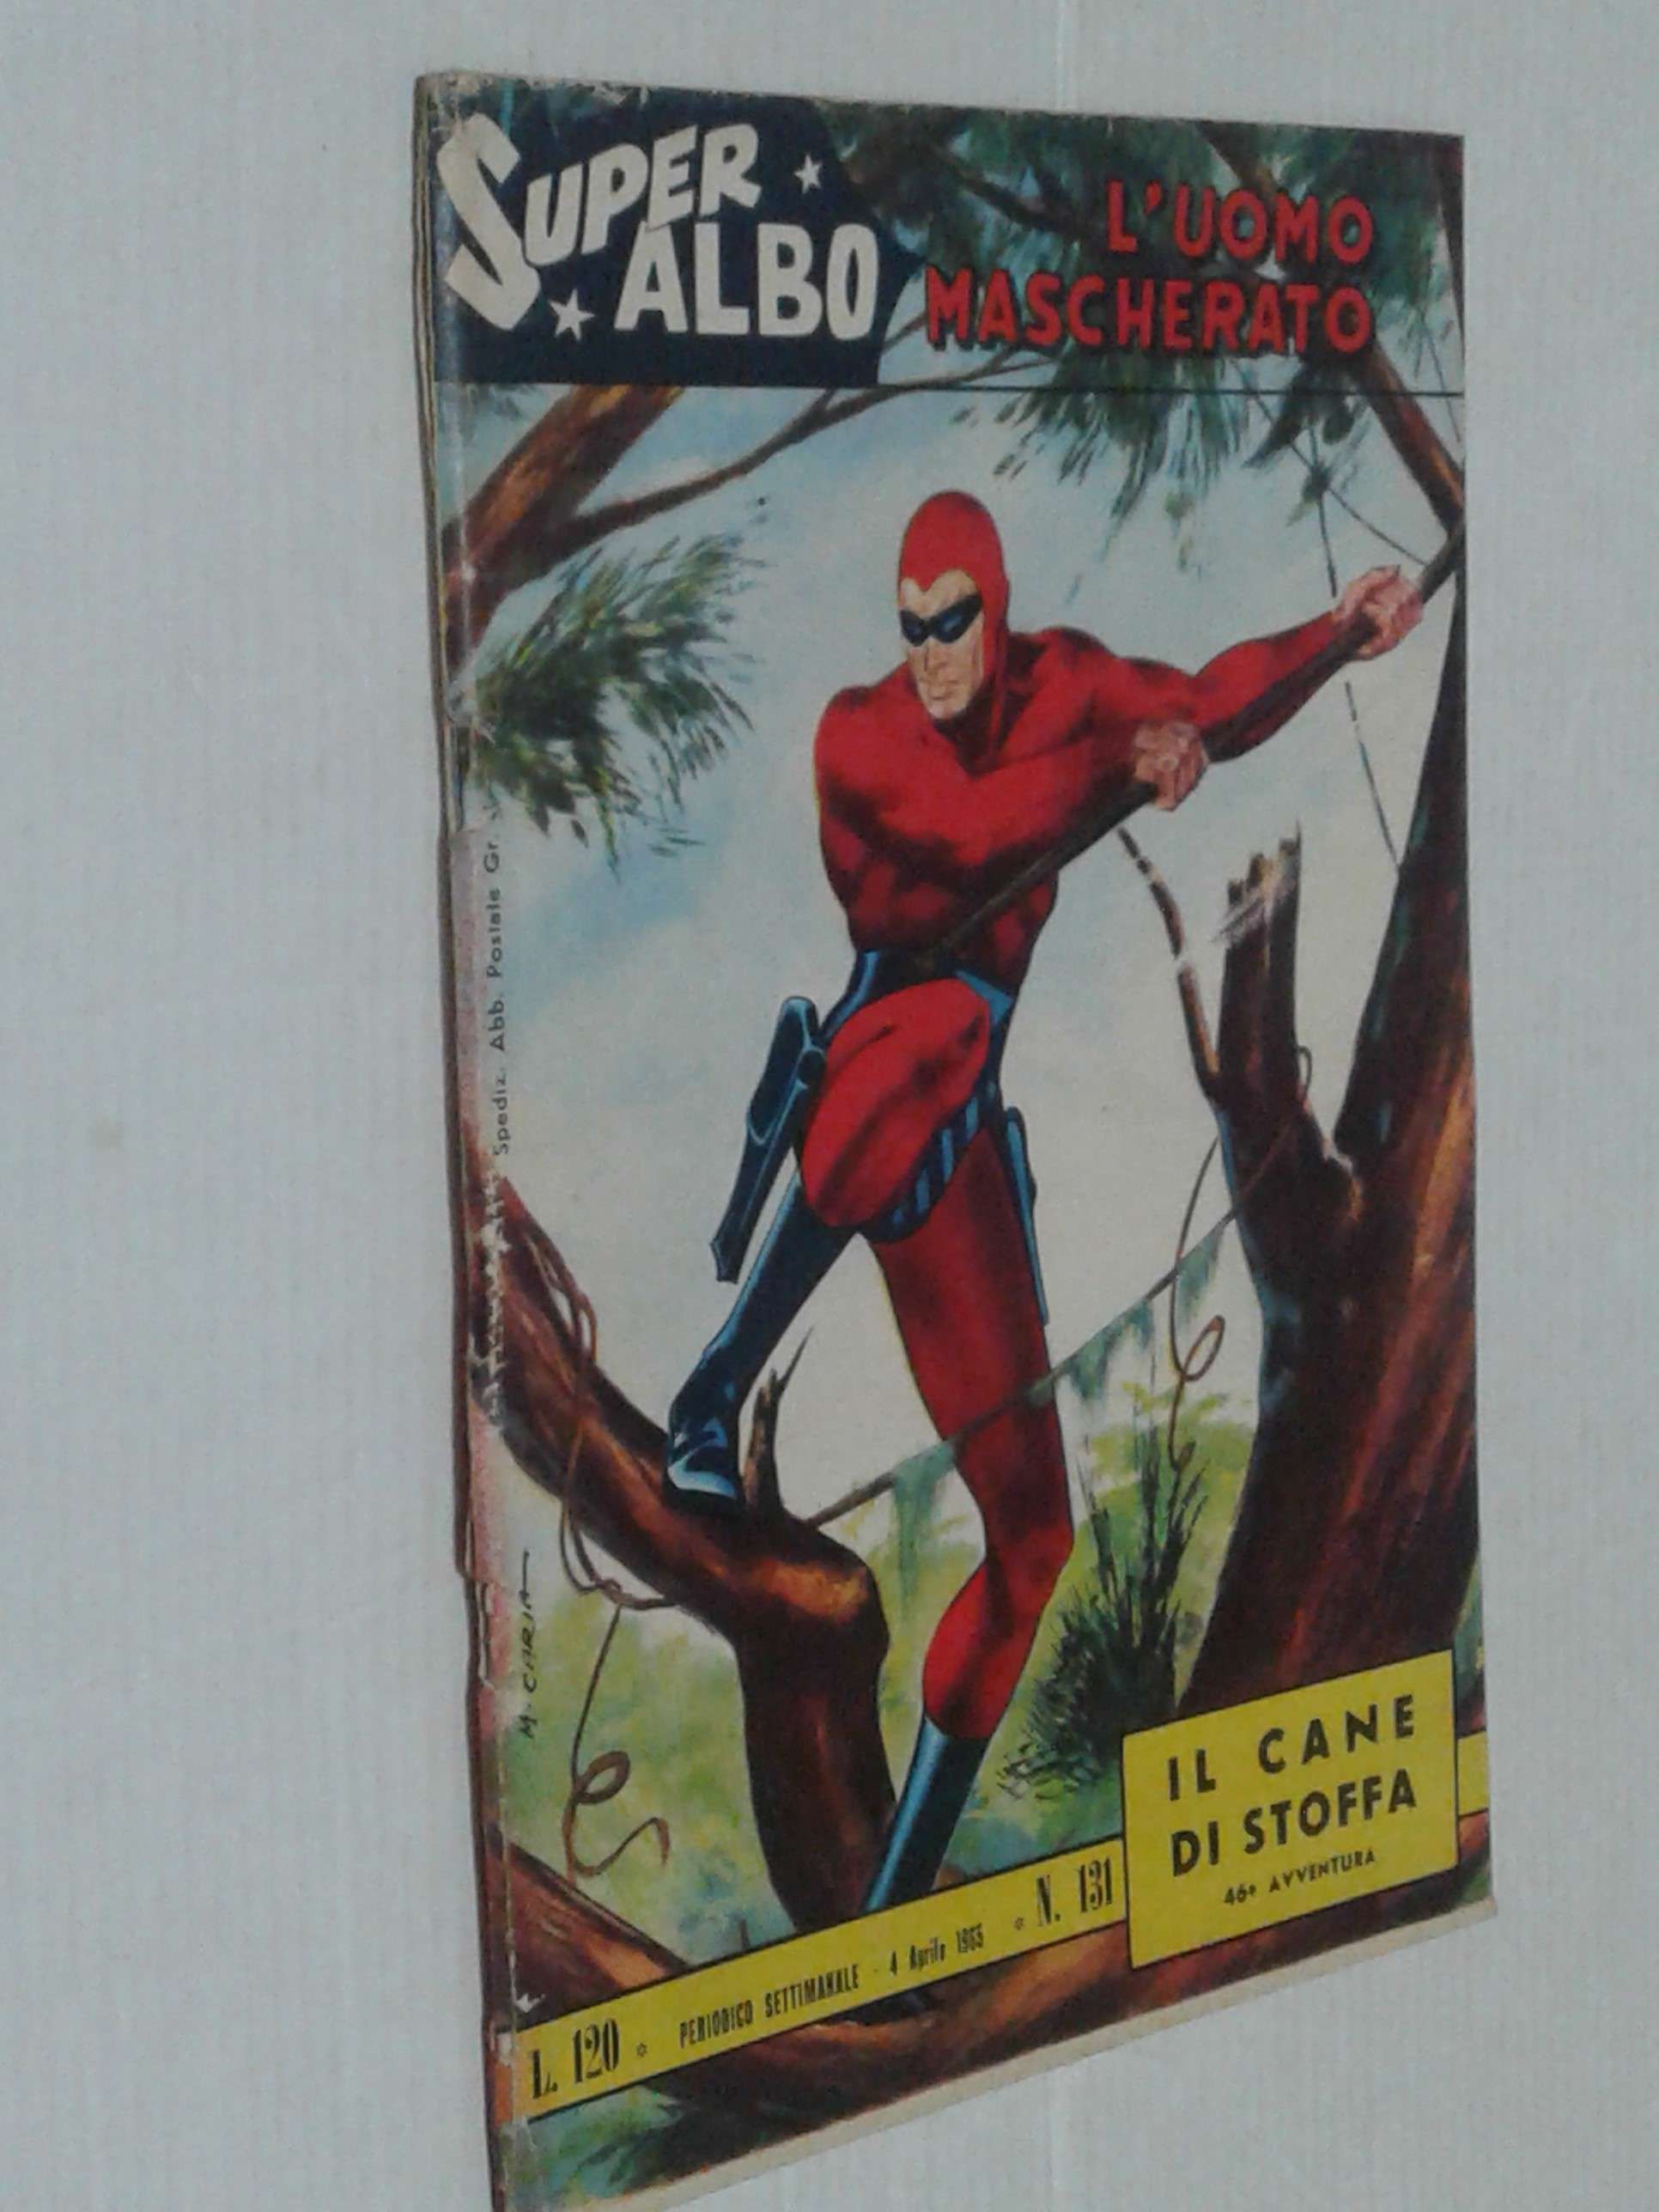 SUPER
ALBO
L'UOMO
MASCHERATO
Spediz. Abb. Postale Gr.
M. CARIA
IL CANE
DI STOFFA
46ª AVVENTURA
L. 120 * PERIODICO SETTIMANALE - 4 Aprile 1965 * N. 131